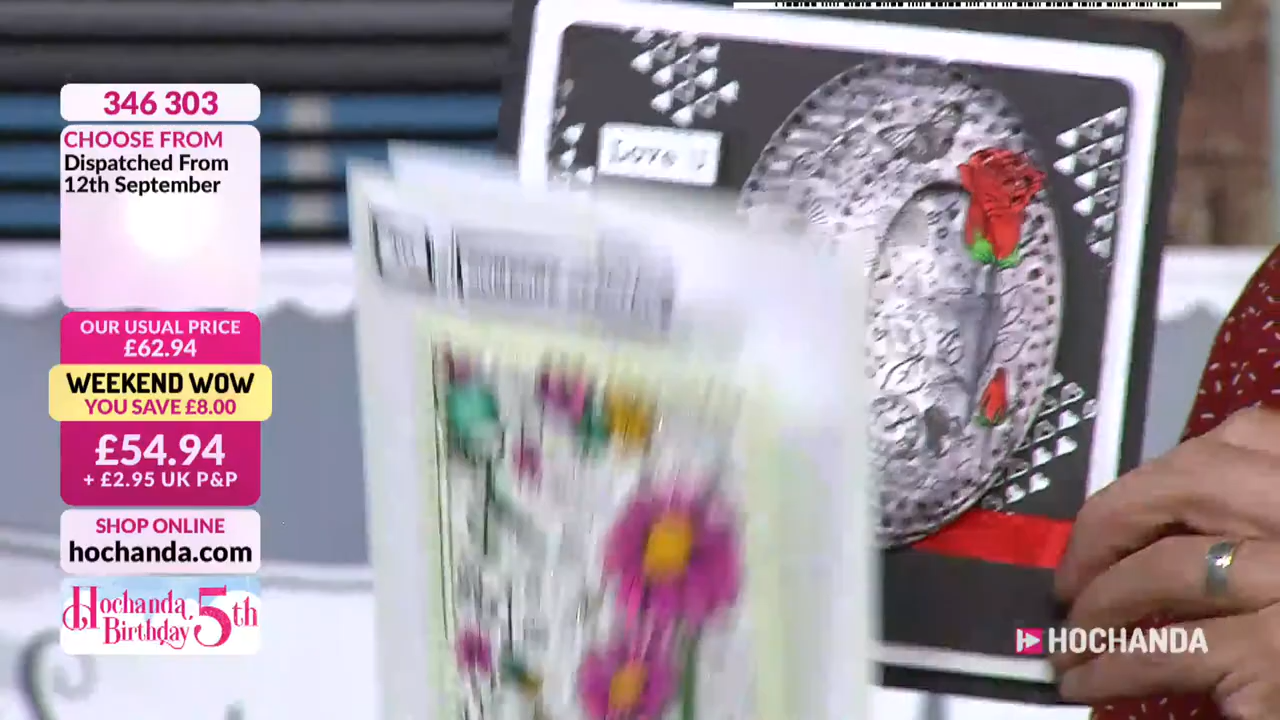 346 303
CHOOSE FROM
Dispatched From
12th September
OUR USUAL PRICE
£62.94
WEEKEND WOW
YOU SAVE £8.00
£54.94
+ £2.95 UK P&P
SHOP ONLINE
hochanda.com
Hochanda
Birthday
5th
Love U
HOCHANDA